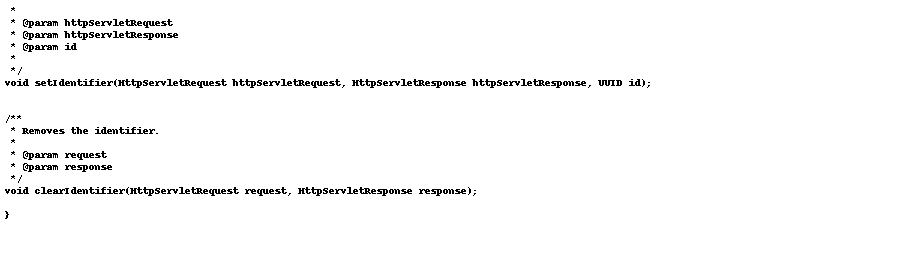 *
* @param httpServletRequest
* @param httpServletResponse
* @param id
*
*/
void setIdentifier(HttpServletRequest httpServletRequest, HttpServletResponse httpServletResponse, UUID id);
/**
* Removes the identifier.
*
* @param request
* @param response
*/
void clearIdentifier(HttpServletRequest request, HttpServletResponse response);
}